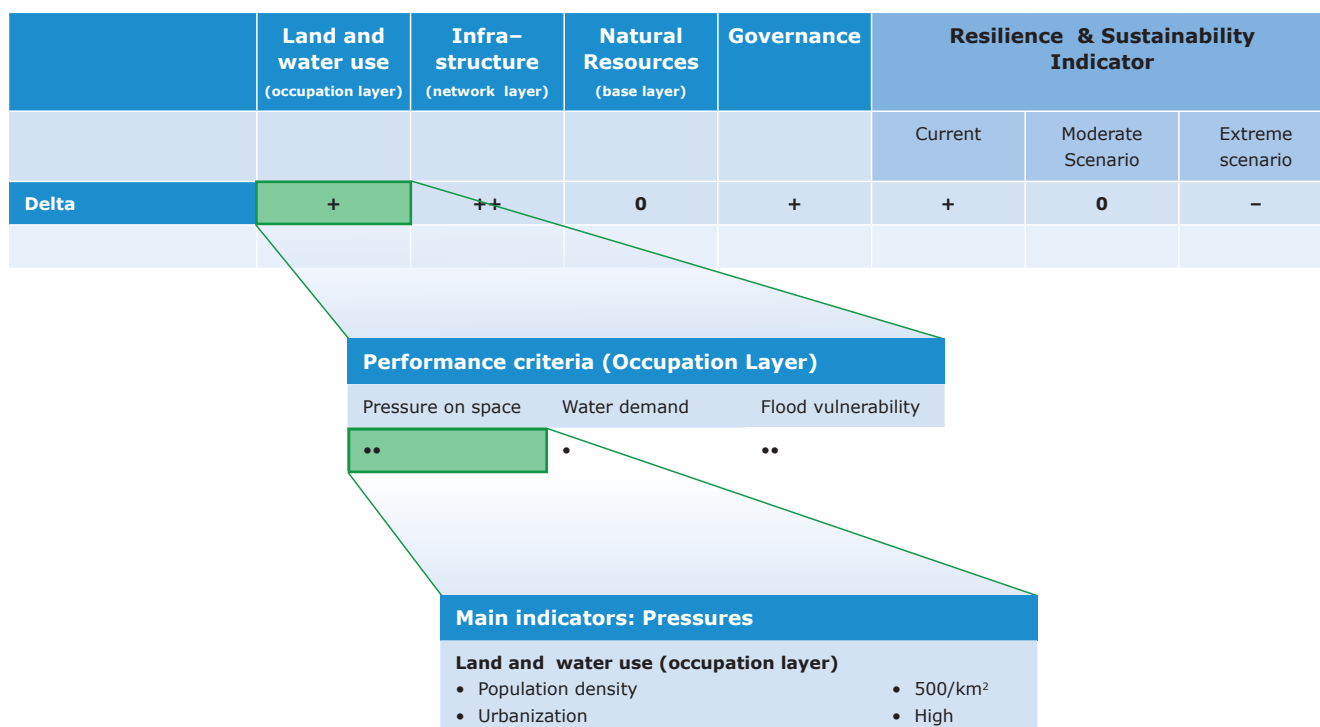 Land and water use (occupation layer)
Infra–structure (network layer)
Natural Resources (base layer)
Governance
Resilience & Sustainability Indicator
Current
Moderate Scenario
Extreme scenario
Delta + ++ 0 + + 0 –
Performance criteria (Occupation Layer)
Pressure on space Water demand Flood vulnerability
•• • ••
Main indicators: Pressures
Land and water use (occupation layer)
• Population density • 500/km²
• Urbanization • High